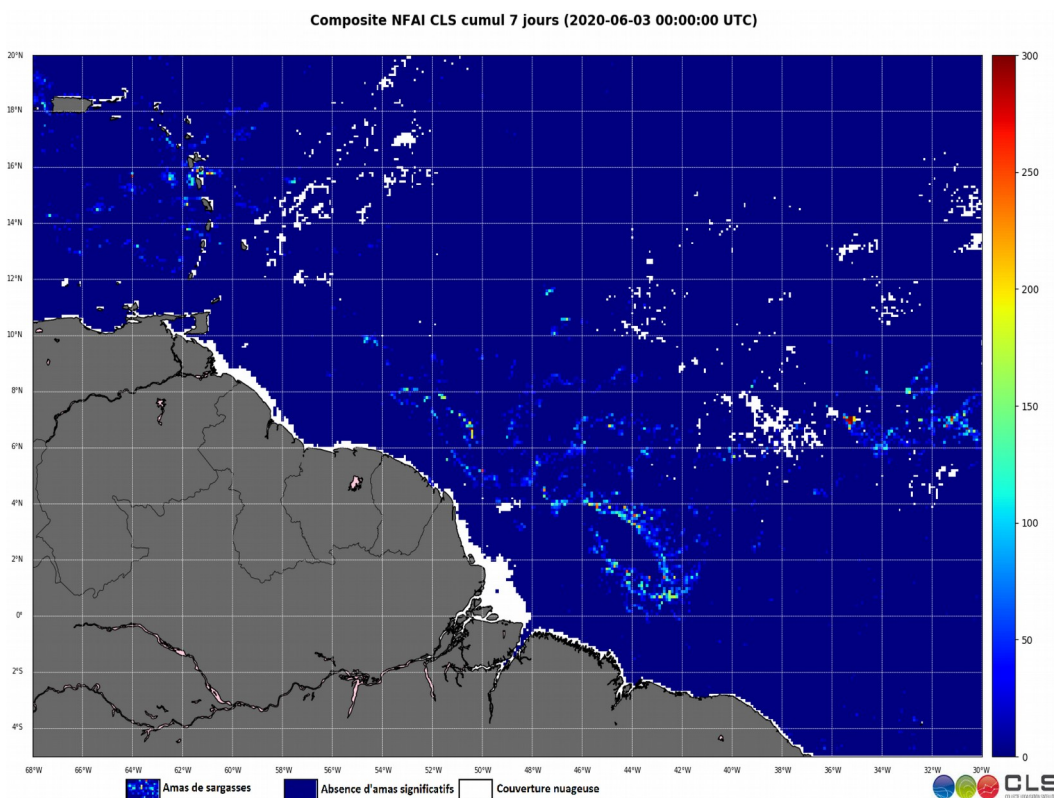 Composite NFAI CLS cumul 7 jours (2020-06-03 00:00:00 UTC)
20°N
18°N
16°N
14°N
12°N
10°N
8°N
6°N
4°N
2°N
0°
2°S
4°S
300
250
200
150
100
50
0
68°W 66°W 64°W 62°W 60°W 58°W 56°W 54°W 52°W 50°W 48°W 46°W 44°W 42°W 40°W 38°W 36°W 34°W 32°W 30°W
Amas de sargasses Absence d'amas significatifs Couverture nuageuse
CLS